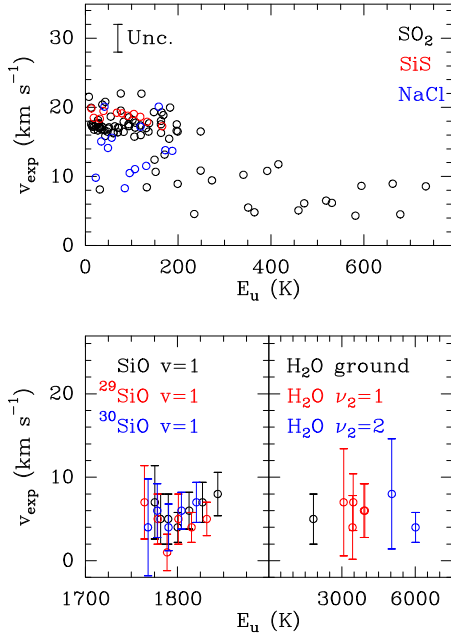 30
20
10
0
v_exp (km s⁻¹)
Unc.
SO₂
SiS
NaCl
0 200 400 600
E_u (K)
20
10
0
v_exp (km s⁻¹)
SiO v=1
²⁹SiO v=1
³⁰SiO v=1
H₂O ground
H₂O ν₂=1
H₂O ν₂=2
1700 1800 3000 6000
E_u (K) E_u (K)